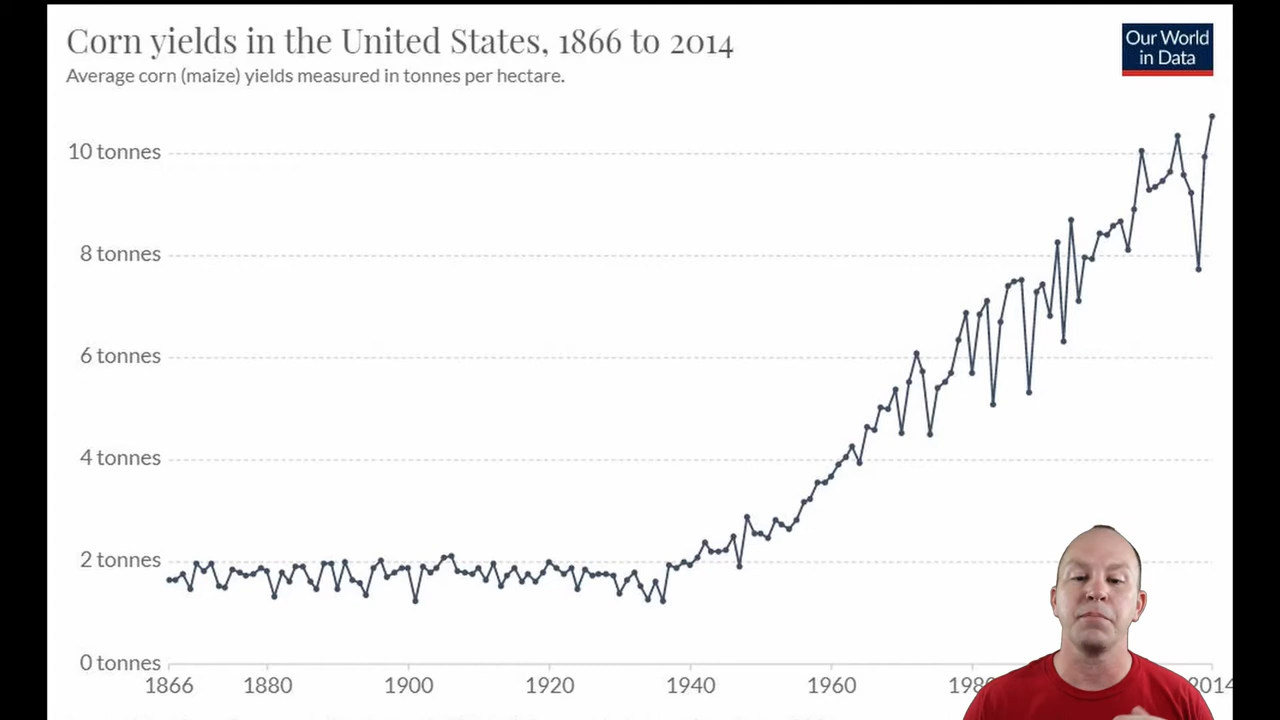 Corn yields in the United States, 1866 to 2014
Average corn (maize) yields measured in tonnes per hectare.
Our World
in Data
10 tonnes
8 tonnes
6 tonnes
4 tonnes
2 tonnes
0 tonnes
1866 1880 1900 1920 1940 1960 2014